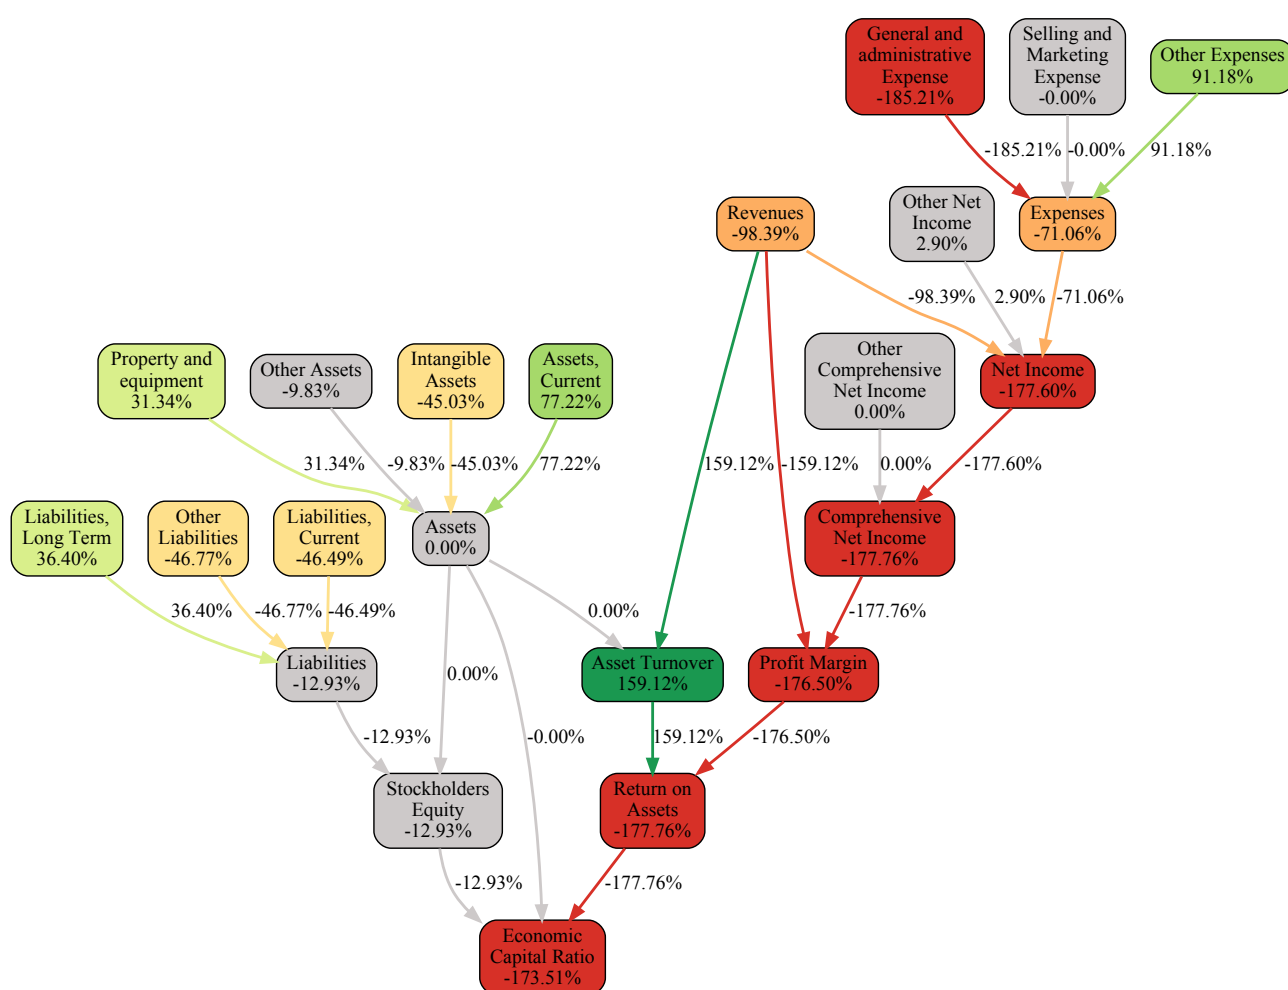 General and
administrative
Expense
-185.21%
Selling and
Marketing
Expense
-0.00%
Other Expenses
91.18%
-185.21%
-0.00%
91.18%
Revenues
-98.39%
Other Net
Income
2.90%
Expenses
-71.06%
-98.39%
2.90%
-71.06%
Property and
equipment
31.34%
Other Assets
-9.83%
Intangible
Assets
-45.03%
Assets,
Current
77.22%
Other
Comprehensive
Net Income
0.00%
Net Income
-177.60%
31.34%
-9.83%
-45.03%
77.22%
159.12%
-159.12%
0.00%
-177.60%
Liabilities,
Long Term
36.40%
Other
Liabilities
-46.77%
Liabilities,
Current
-46.49%
Assets
0.00%
Comprehensive
Net Income
-177.76%
36.40%
-46.77%
-46.49%
0.00%
-177.76%
Liabilities
-12.93%
0.00%
Asset Turnover
159.12%
Profit Margin
-176.50%
-12.93%
-0.00%
159.12%
-176.50%
Stockholders
Equity
-12.93%
Return on
Assets
-177.76%
-12.93%
-177.76%
Economic
Capital Ratio
-173.51%